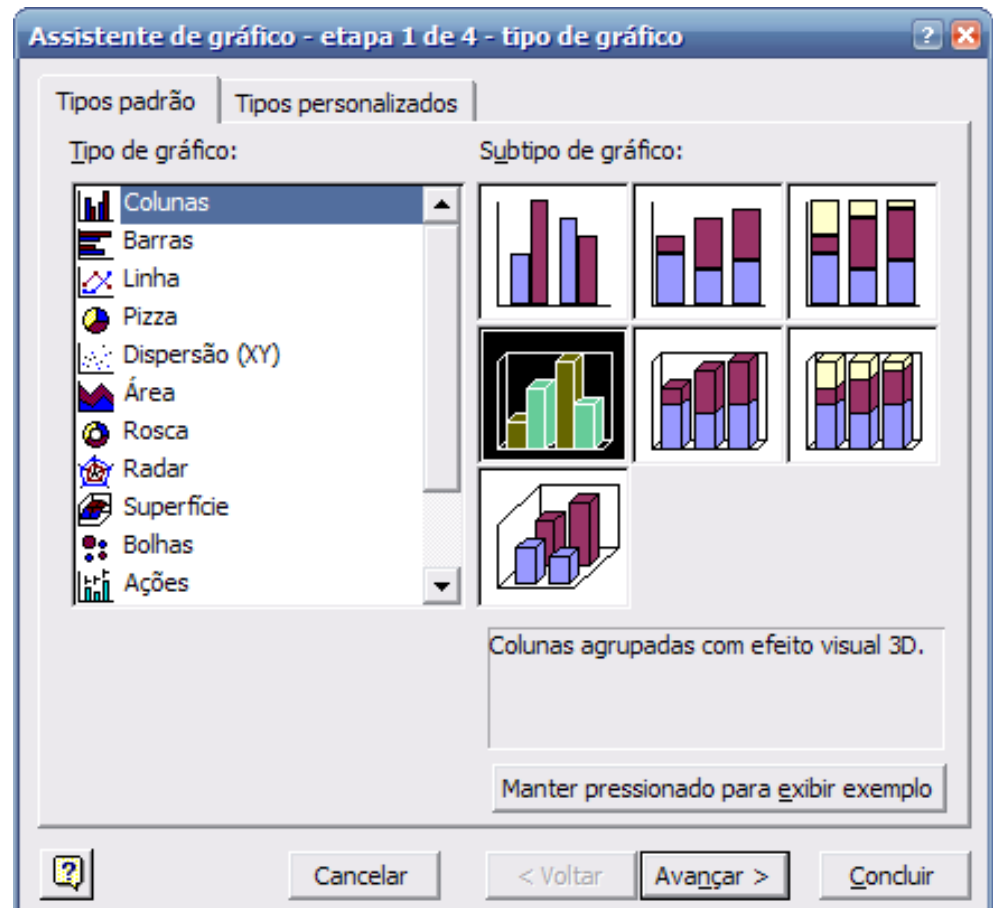 Assistente de gráfico - etapa 1 de 4 - tipo de gráfico
Tipos padrão
Tipos personalizados
Tipo de gráfico:
Colunas
Barras
Linha
Pizza
Dispersão (XY)
Área
Rosca
Radar
Superfície
Bolhas
Ações
Subtipo de gráfico:
Colunas agrupadas com efeito visual 3D.
Manter pressionado para exibir exemplo
Cancelar
< Voltar
Avançar >
Concluir